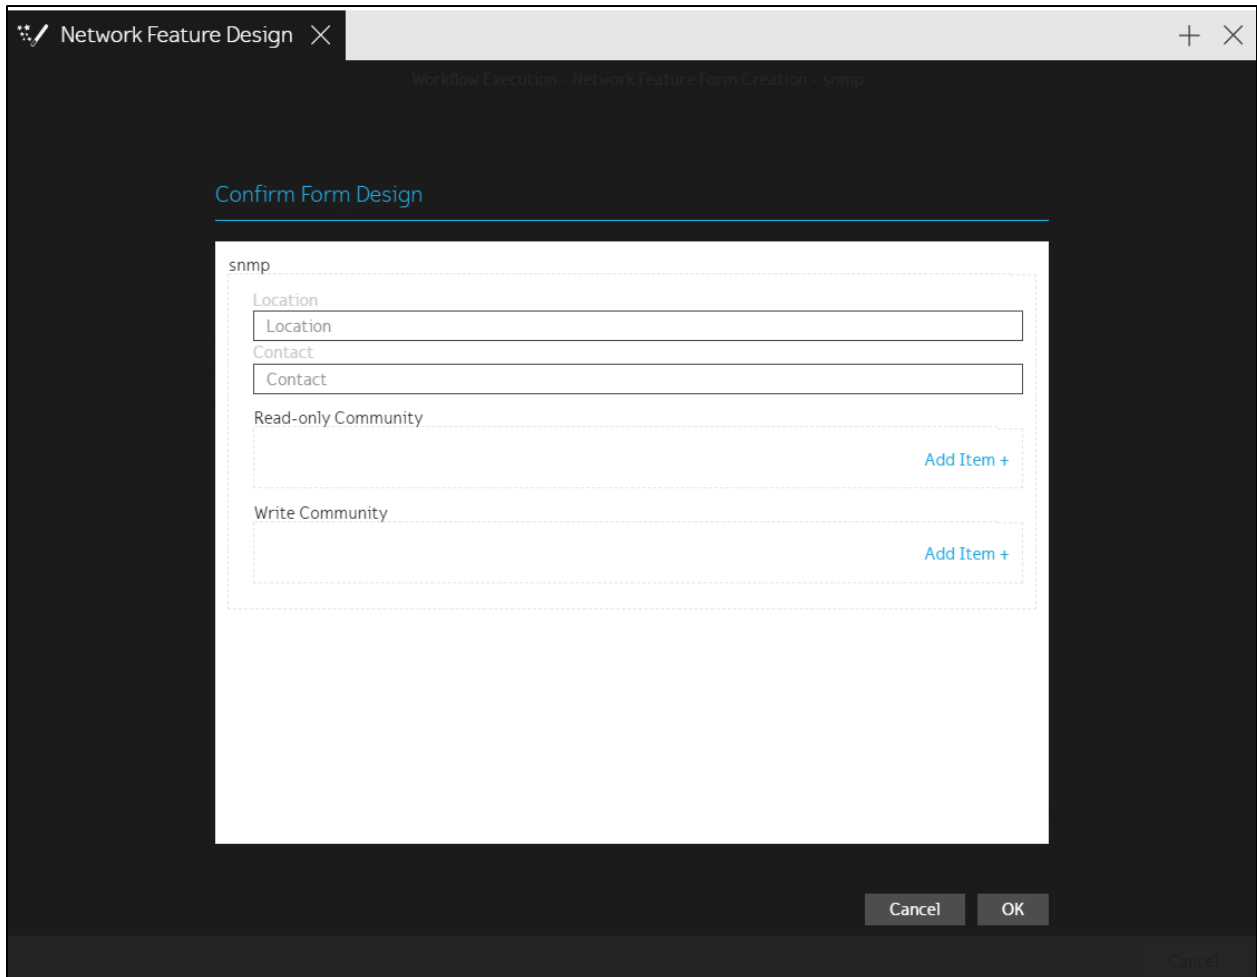 Network Feature Design
Workflow Execution - Network Feature Form Creation - snmp
Confirm Form Design
snmp
Location
Location
Contact
Contact
Read-only Community
Add Item +
Write Community
Add Item +
Cancel OK
Cancel